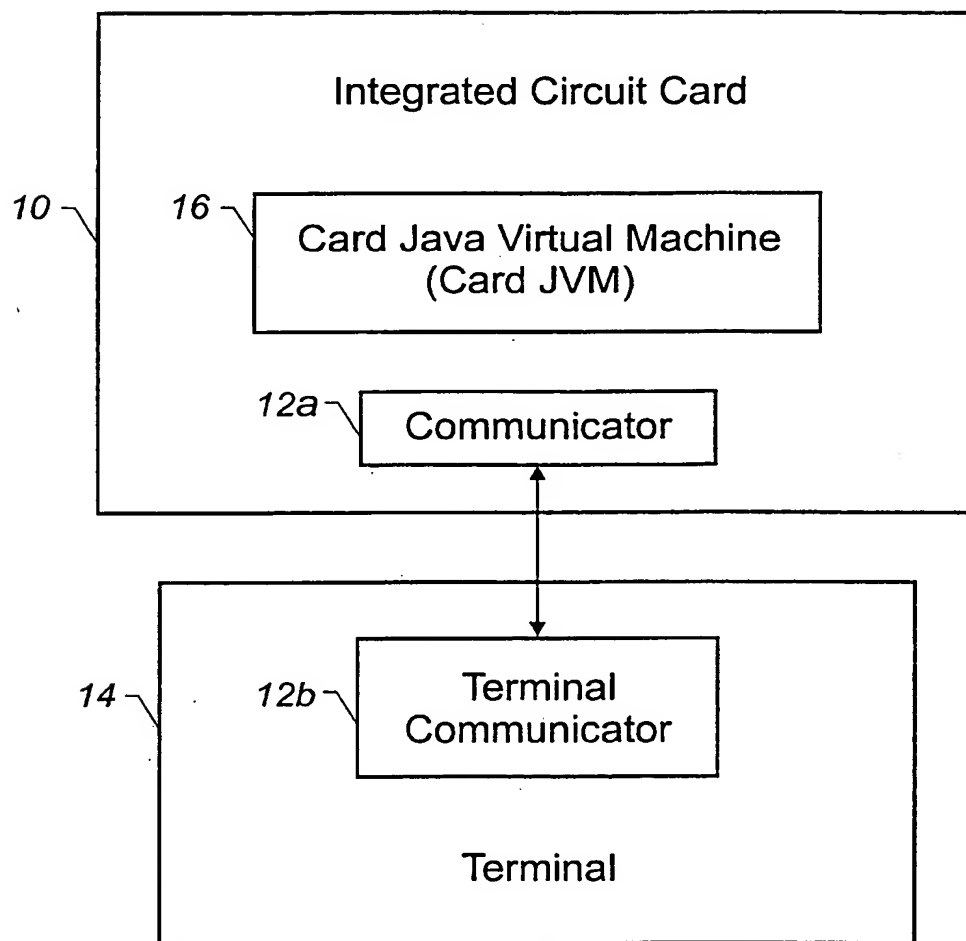 Integrated Circuit Card
10
16
Card Java Virtual Machine
(Card JVM)
12a
Communicator
14
12b
Terminal
Communicator
Terminal